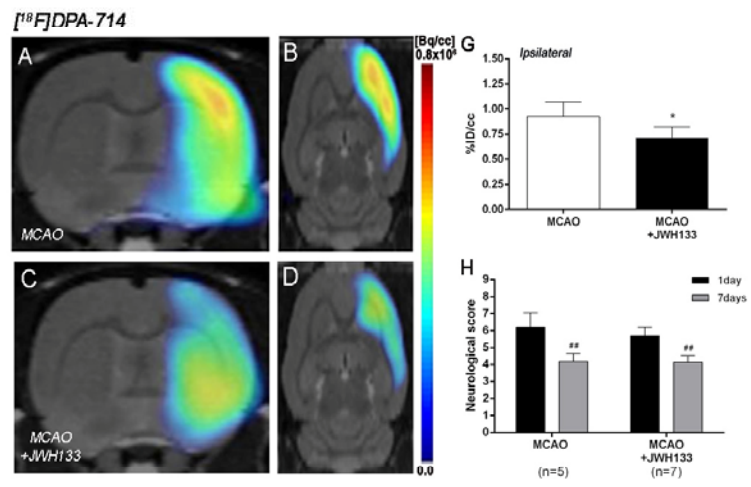 [¹⁸F]DPA-714
A
MCAO
B
C
MCAO
+JWH133
D
[Bq/cc]
0.8x10⁶
0.0
G
Ipsilateral
%ID/cc
1.50
1.25
1.00
0.75
0.50
0.25
0.00
*
MCAO
MCAO
+JWH133
H
Neurological score
9
8
7
6
5
4
3
2
1
0
1day
7days
##
##
MCAO
MCAO
+JWH133
(n=5)
(n=7)